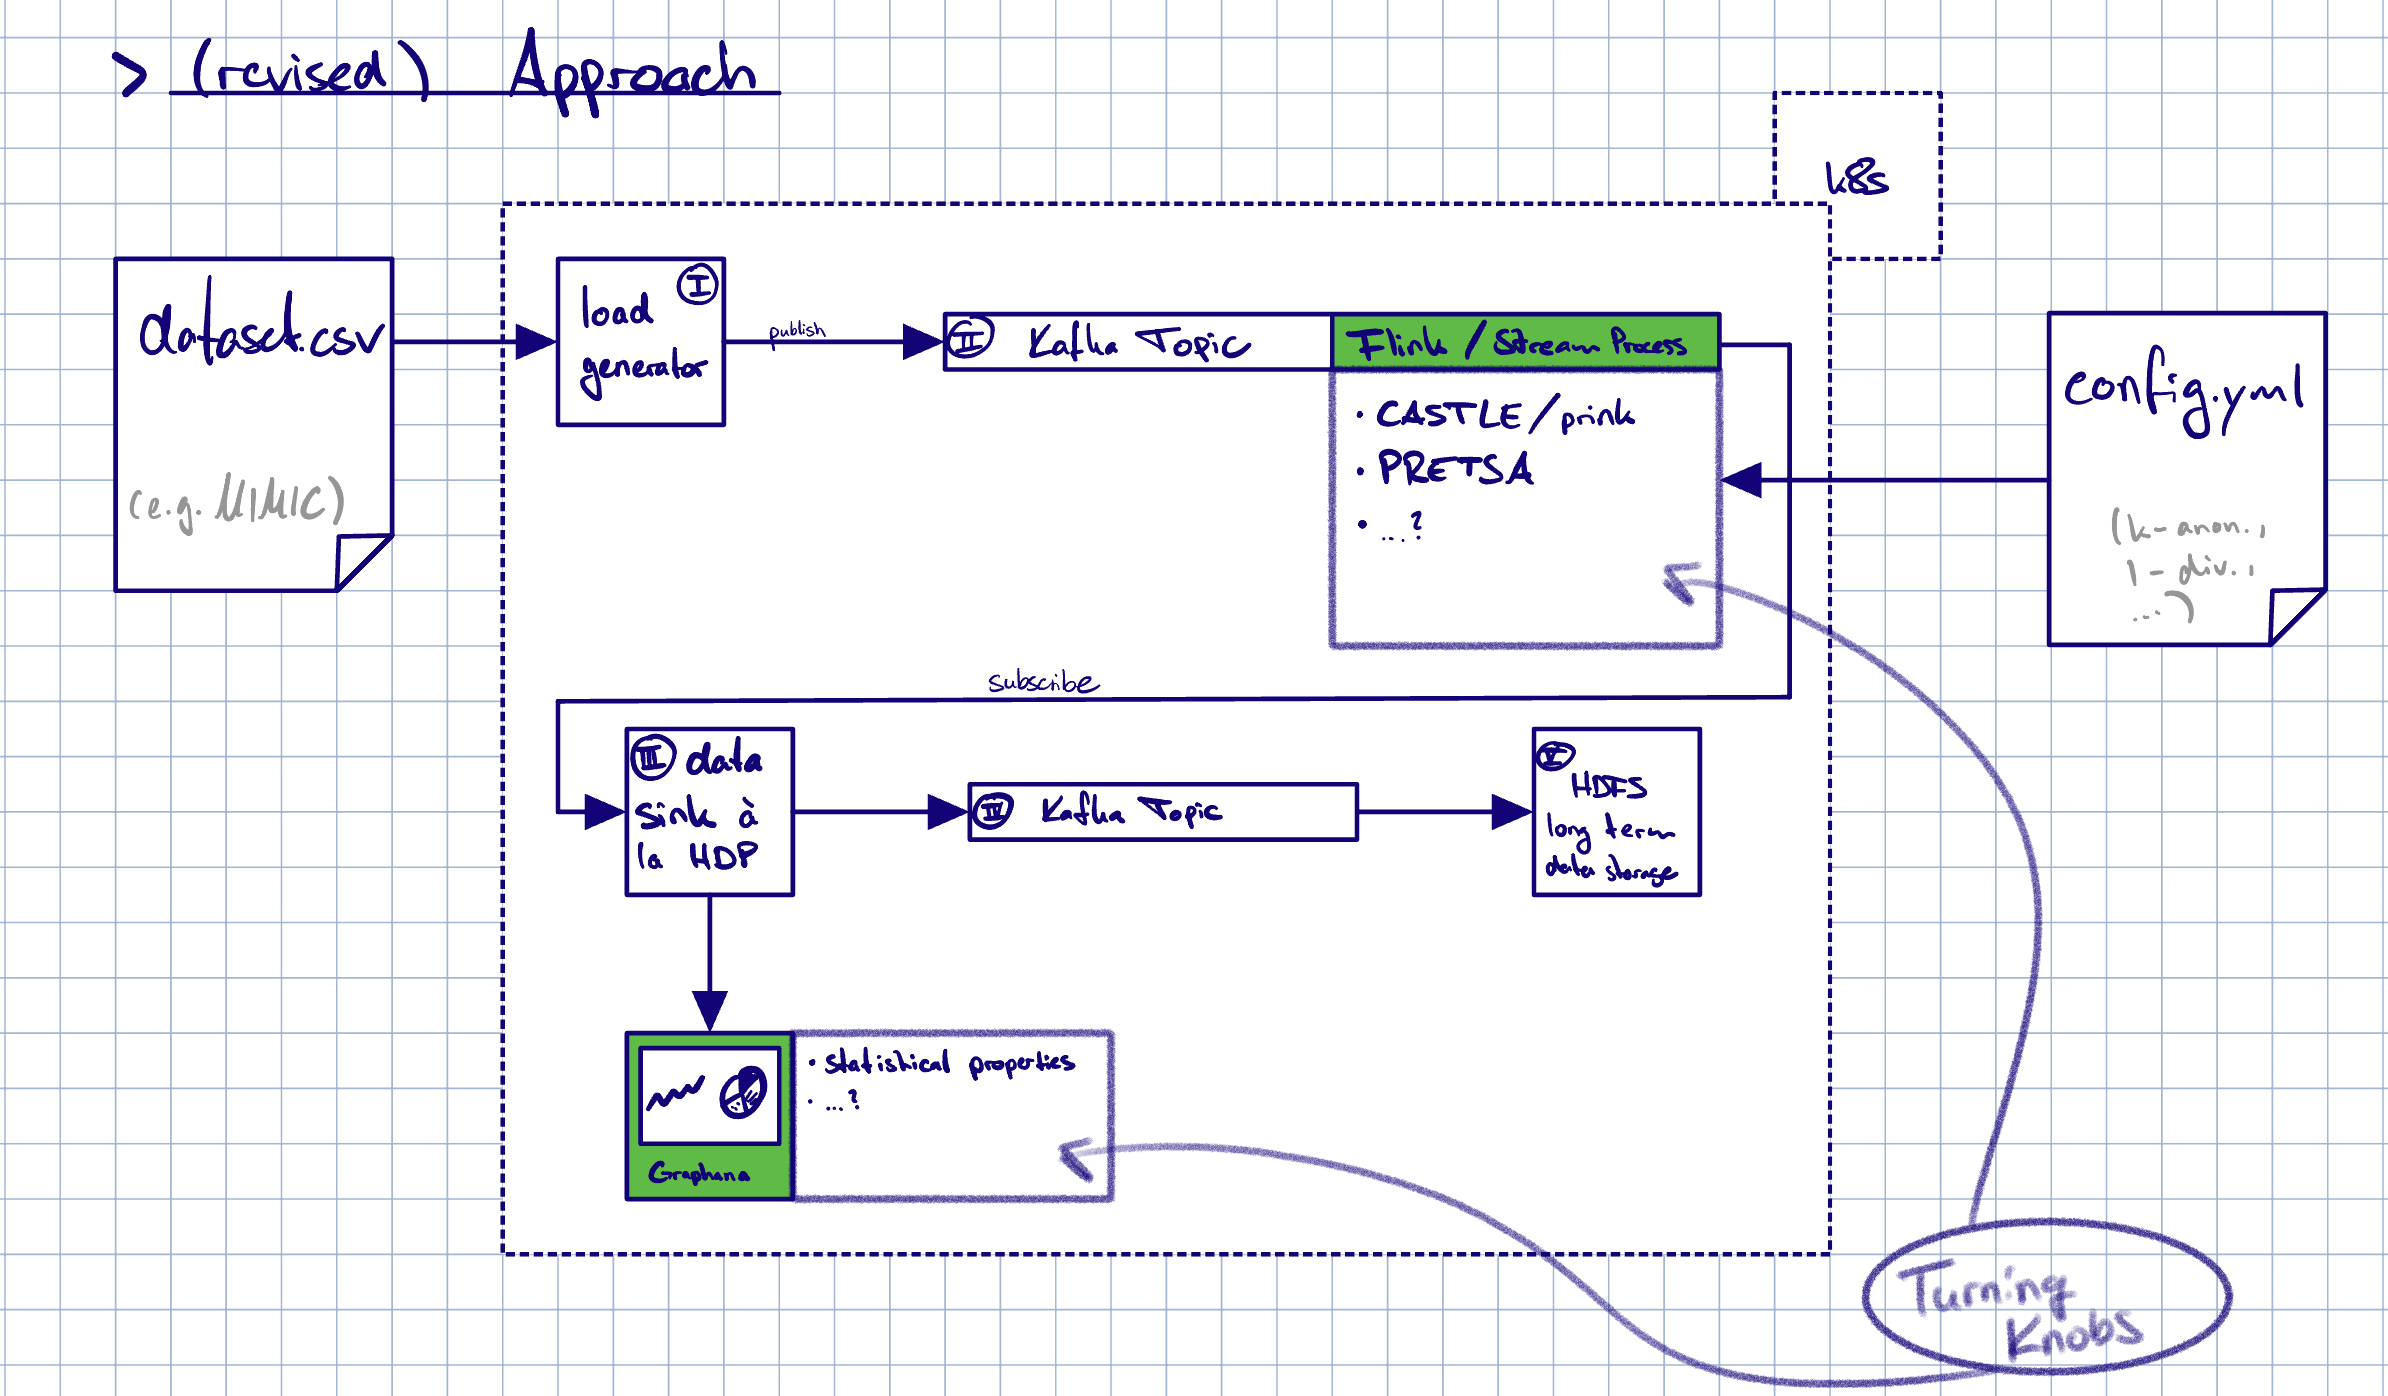 > (revised) Approach
k8s
dataset.csv
(e.g. MIMIC)
I
load
generator
publish
II Kafka Topic
Flink / Stream Process
• CASTLE / prink
• PRETSA
• ...?
config.yml
(k-anon.,
l-div.,
...)
subscribe
III data
sink à
la HDP
IV Kafka Topic
V
HDFS
long term
data storage
Graphana
• statistical properties
• ...?
Turning
Knobs